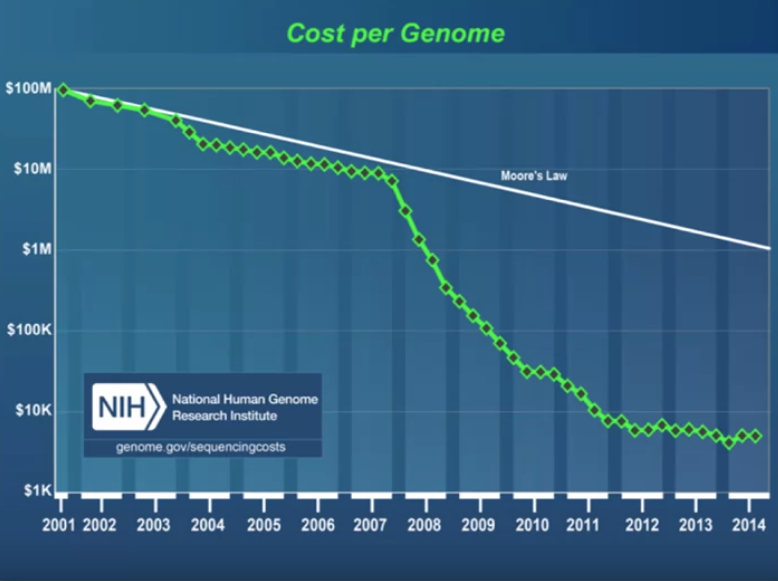 Cost per Genome
$100M
$10M
$1M
$100K
$10K
$1K
Moore's Law
NIH
National Human Genome
Research Institute
genome.gov/sequencingcosts
2001 2002 2003 2004 2005 2006 2007 2008 2009 2010 2011 2012 2013 2014